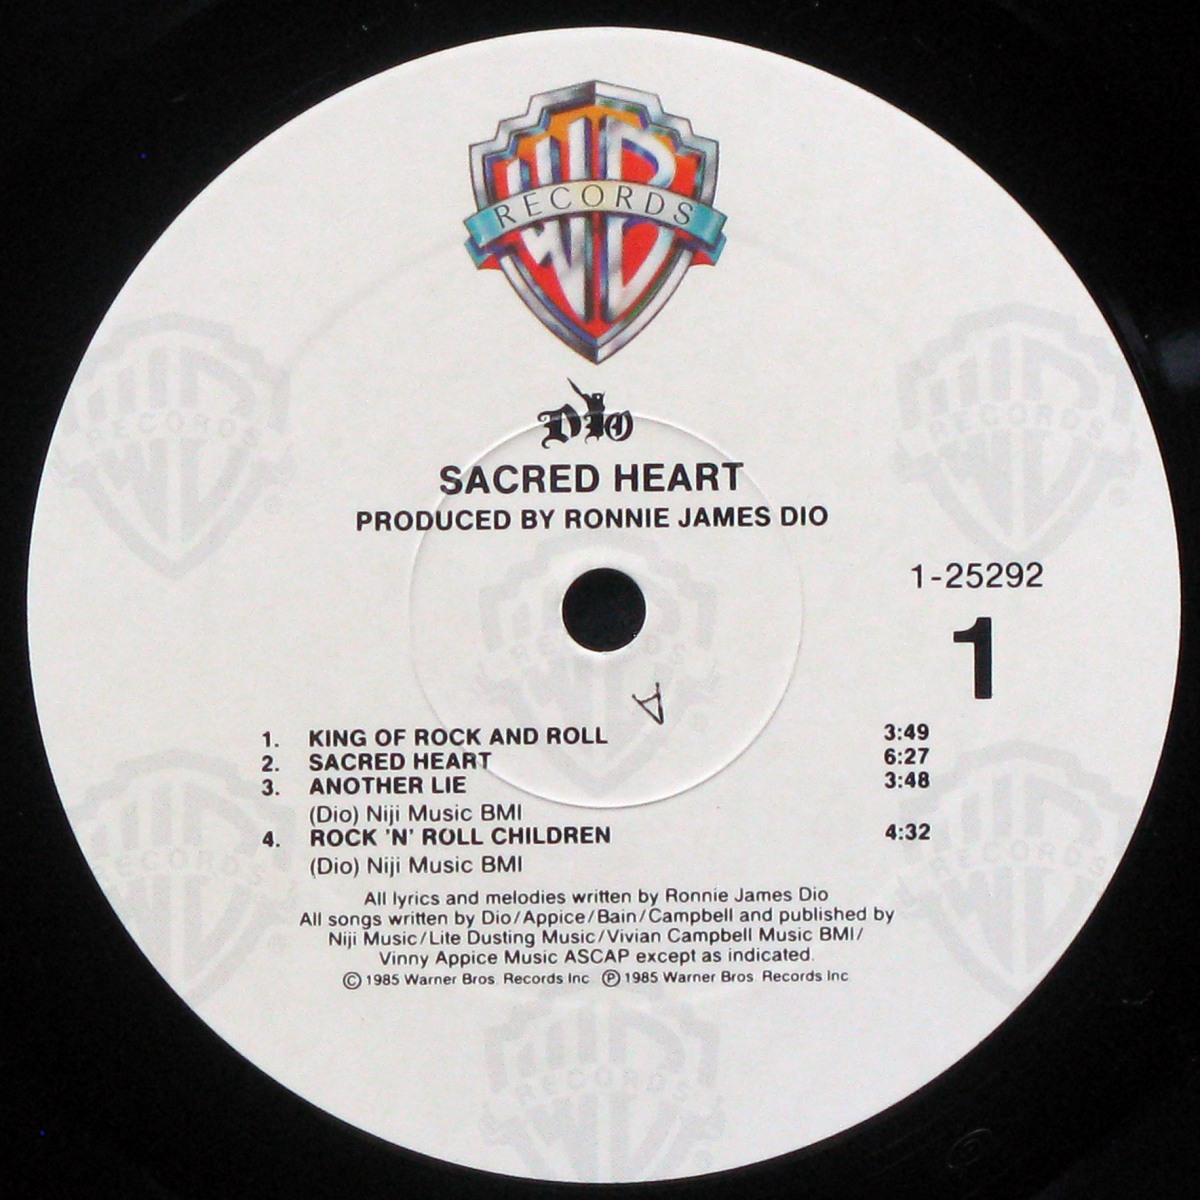 WB
RECORDS
DIO
SACRED HEART
PRODUCED BY RONNIE JAMES DIO
1-25292
1
A
1. KING OF ROCK AND ROLL 3:49
2. SACRED HEART 6:27
3. ANOTHER LIE 3:48
(Dio) Niji Music BMI
4. ROCK 'N' ROLL CHILDREN 4:32
(Dio) Niji Music BMI
All lyrics and melodies written by Ronnie James Dio
All songs written by Dio/Appice/Bain/Campbell and published by
Niji Music/Lite Dusting Music/Vivian Campbell Music BMI/
Vinny Appice Music ASCAP except as indicated.
© 1985 Warner Bros. Records Inc. ℗ 1985 Warner Bros. Records Inc.